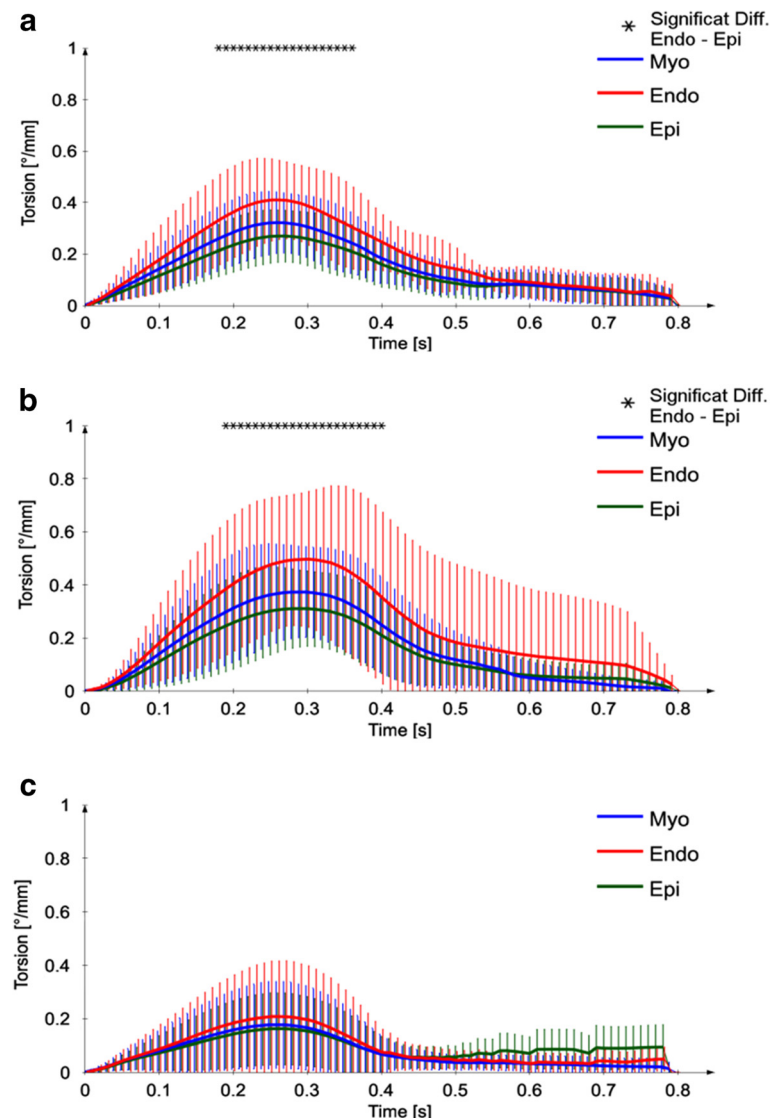 a
* Significat Diff.
Endo - Epi
Myo
Endo
Epi
Torsion [°/mm]
1
0.8
0.6
0.4
0.2
0
0 0.1 0.2 0.3 0.4 0.5 0.6 0.7 0.8
Time [s]
b
* Significat Diff.
Endo - Epi
Myo
Endo
Epi
Torsion [°/mm]
1
0.8
0.6
0.4
0.2
0
0 0.1 0.2 0.3 0.4 0.5 0.6 0.7 0.8
Time [s]
c
Myo
Endo
Epi
Torsion [°/mm]
1
0.8
0.6
0.4
0.2
0
0 0.1 0.2 0.3 0.4 0.5 0.6 0.7 0.8
Time [s]